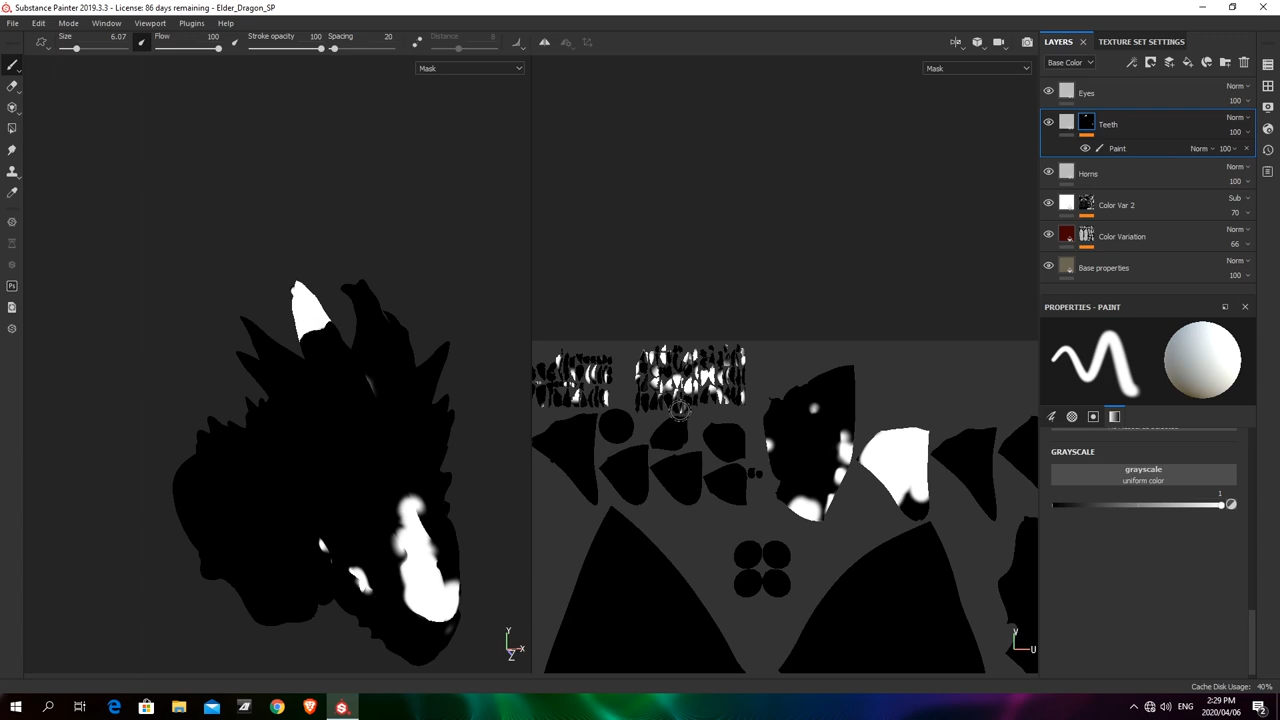 Substance Painter 2019.3.3 - License: 86 days remaining - Elder_Dragon_SP
File Edit Mode Window Viewport Plugins Help
Size 6.07 Flow 100 Stroke opacity 100 Spacing 20 Distance 8
Mask
Mask
LAYERS TEXTURE SET SETTINGS
Base Color
Eyes Norm
100
Teeth Norm
100
Paint Norm 100
Horns Norm
100
Color Var 2 Sub
70
Color Variation Norm
66
Base properties Norm
100
PROPERTIES - PAINT
GRAYSCALE
grayscale
uniform color
1
Y
X
Z
V
U
Ps
Cache Disk Usage: 40%
ENG
2:29 PM
2020/04/06
2